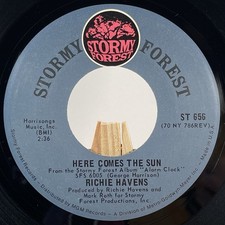 STORMY FOREST
STORMY
FOREST
Harrisongs
Music, Inc.
(BMI)
2:36
ST 656
(70 MY 706REV)
HERE COMES THE SUN
From the Stormy Forest Album "Alarm Clock"
SFS 6005 (George Harrison)
RICHIE HAVENS
Produced by Richie Havens and
Mark Roth for Stormy
Forest Productions, Inc.